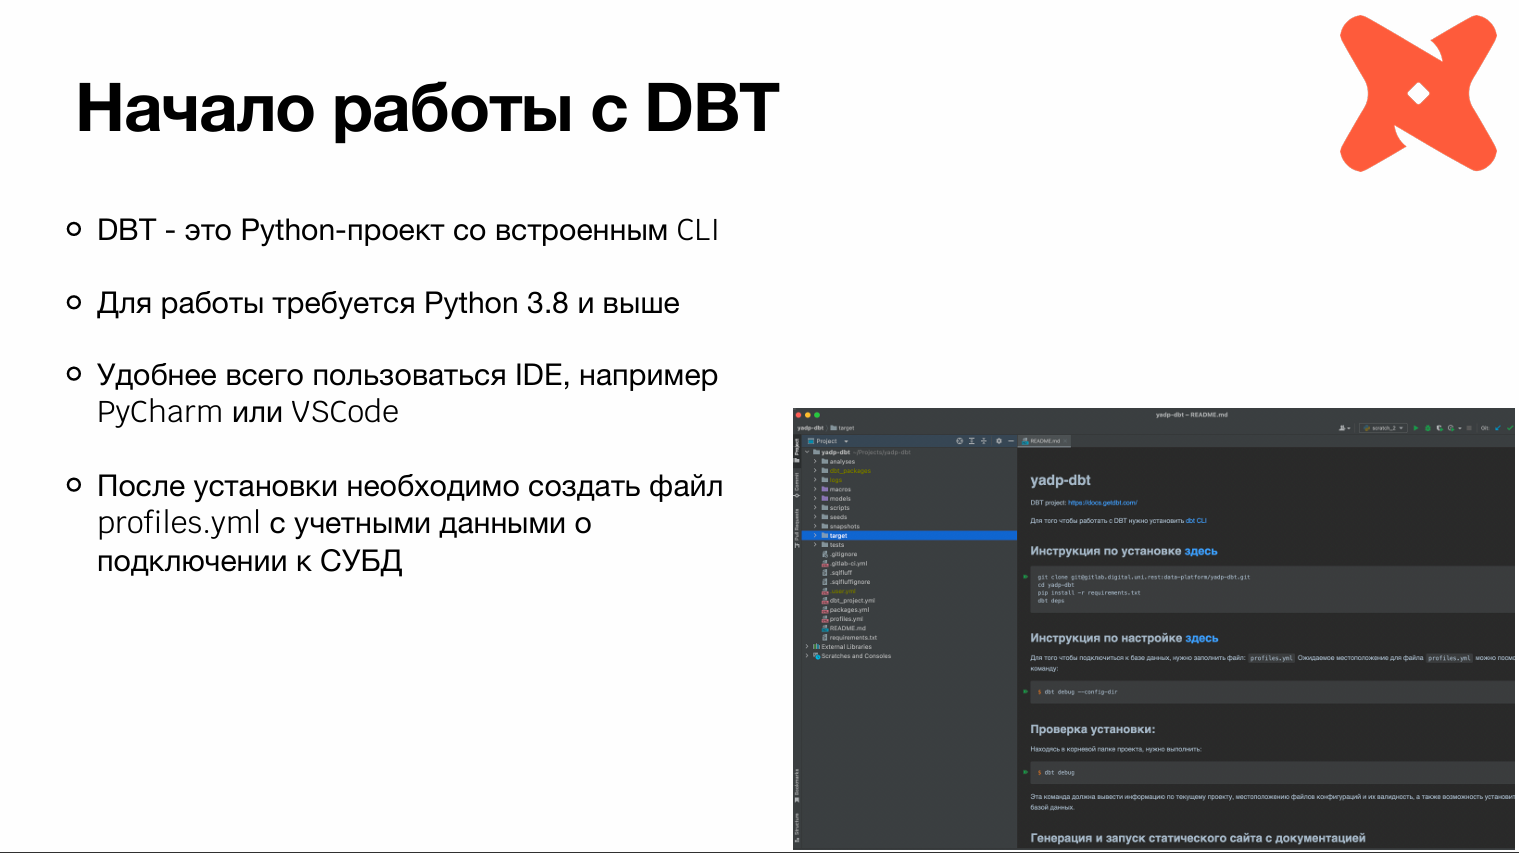 Начало работы с DBT
DBT - это Python-проект со встроенным CLI
Для работы требуется Python 3.8 и выше
Удобнее всего пользоваться IDE, например
PyCharm или VSCode
После установки необходимо создать файл
profiles.yml с учетными данными о
подключении к СУБД
yadp-dbt – README.md
yadp-dbt
target
scratch_2
Git:
Project
README.md
yadp-dbt ~/Projects/yadp-dbt
analyses
dbt_packages
logs
macros
models
scripts
seeds
snapshots
target
tests
.gitignore
.gitlab-ci.yml
.sqlfluff
.sqlfluffignore
.user.yml
dbt_project.yml
packages.yml
profiles.yml
README.md
requirements.txt
External Libraries
Scratches and Consoles
Project
Commit
Pull Requests
Bookmarks
Structure
yadp-dbt
DBT project: https://docs.getdbt.com/
Для того чтобы работать с DBT нужно установить dbt CLI
Инструкция по установке здесь
git clone git@gitlab.digital.uni.rest:data-platform/yadp-dbt.git
cd yadp-dbt
pip install -r requirements.txt
dbt deps
Инструкция по настройке здесь
Для того чтобы подключиться к базе данных, нужно заполнить файл: profiles.yml Ожидаемое местоположение для файла profiles.yml можно посмо
команду:
$ dbt debug --config-dir
Проверка установки:
Находясь в корневой папке проекта, нужно выполнить:
$ dbt debug
Эта команда должна вывести информацию по текущему проекту, местоположению файлов конфигураций и их валидность, а также возможность установит
базой данных.
Генерация и запуск статического сайта с документацией